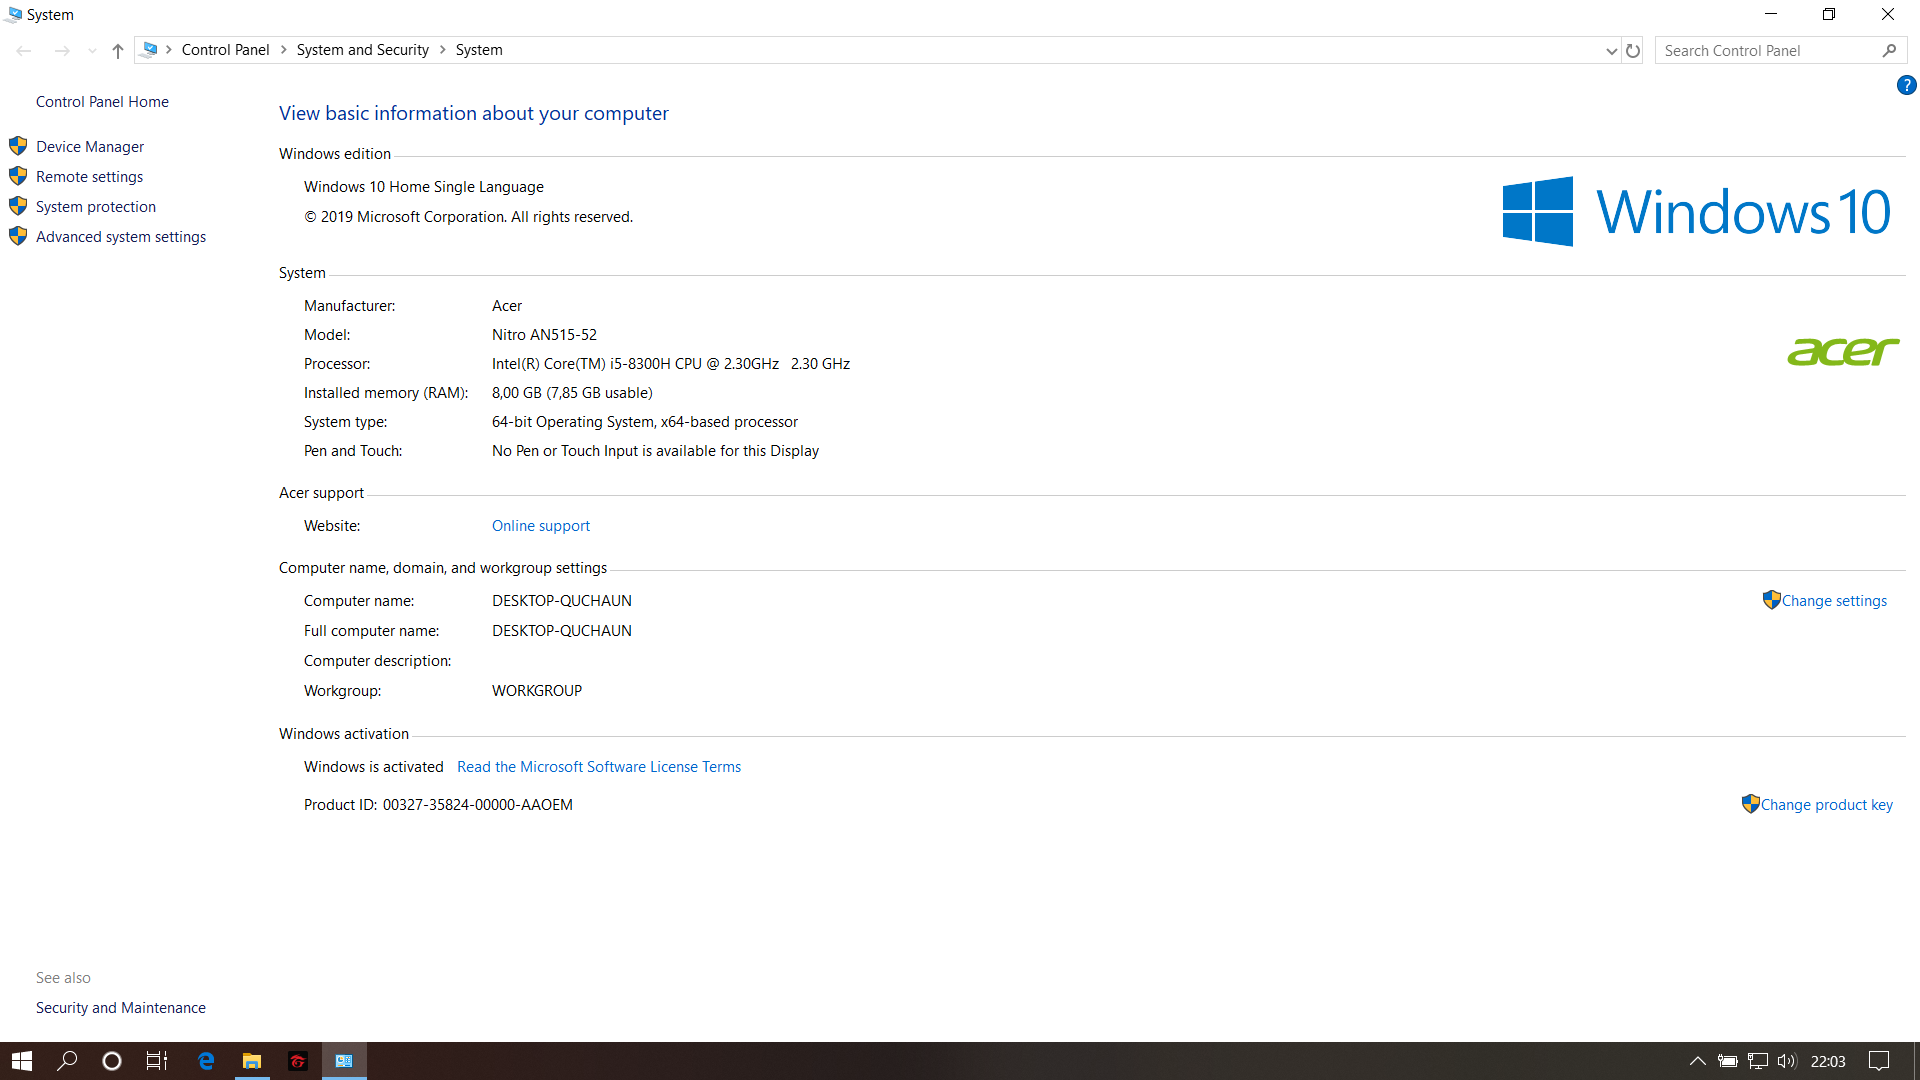 System
Control Panel System and Security System
Search Control Panel
Control Panel Home
Device Manager
Remote settings
System protection
Advanced system settings
View basic information about your computer
Windows edition
Windows 10 Home Single Language
© 2019 Microsoft Corporation. All rights reserved.
Windows 10
System
Manufacturer: Acer
Model: Nitro AN515-52
Processor: Intel(R) Core(TM) i5-8300H CPU @ 2.30GHz 2.30 GHz
Installed memory (RAM): 8,00 GB (7,85 GB usable)
System type: 64-bit Operating System, x64-based processor
Pen and Touch: No Pen or Touch Input is available for this Display
acer
Acer support
Website: Online support
Computer name, domain, and workgroup settings
Computer name: DESKTOP-QUCHAUN
Change settings
Full computer name: DESKTOP-QUCHAUN
Computer description:
Workgroup: WORKGROUP
Windows activation
Windows is activated Read the Microsoft Software License Terms
Product ID: 00327-35824-00000-AAOEM
Change product key
See also
Security and Maintenance
22:03